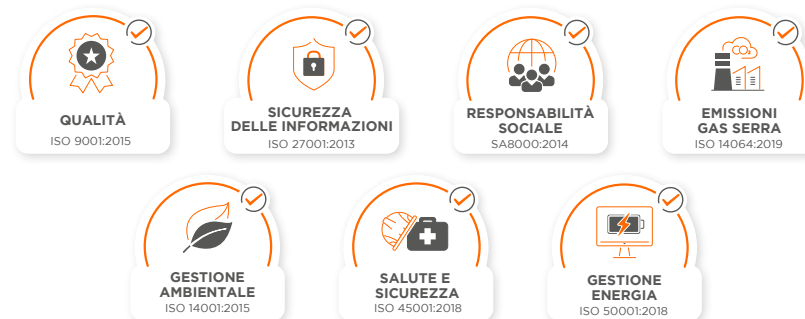 QUALITÀ
ISO 9001:2015
SICUREZZA
DELLE INFORMAZIONI
ISO 27001:2013
RESPONSABILITÀ
SOCIALE
SA8000:2014
CO₂
EMISSIONI
GAS SERRA
ISO 14064:2019
GESTIONE
AMBIENTALE
ISO 14001:2015
SALUTE E
SICUREZZA
ISO 45001:2018
GESTIONE
ENERGIA
ISO 50001:2018